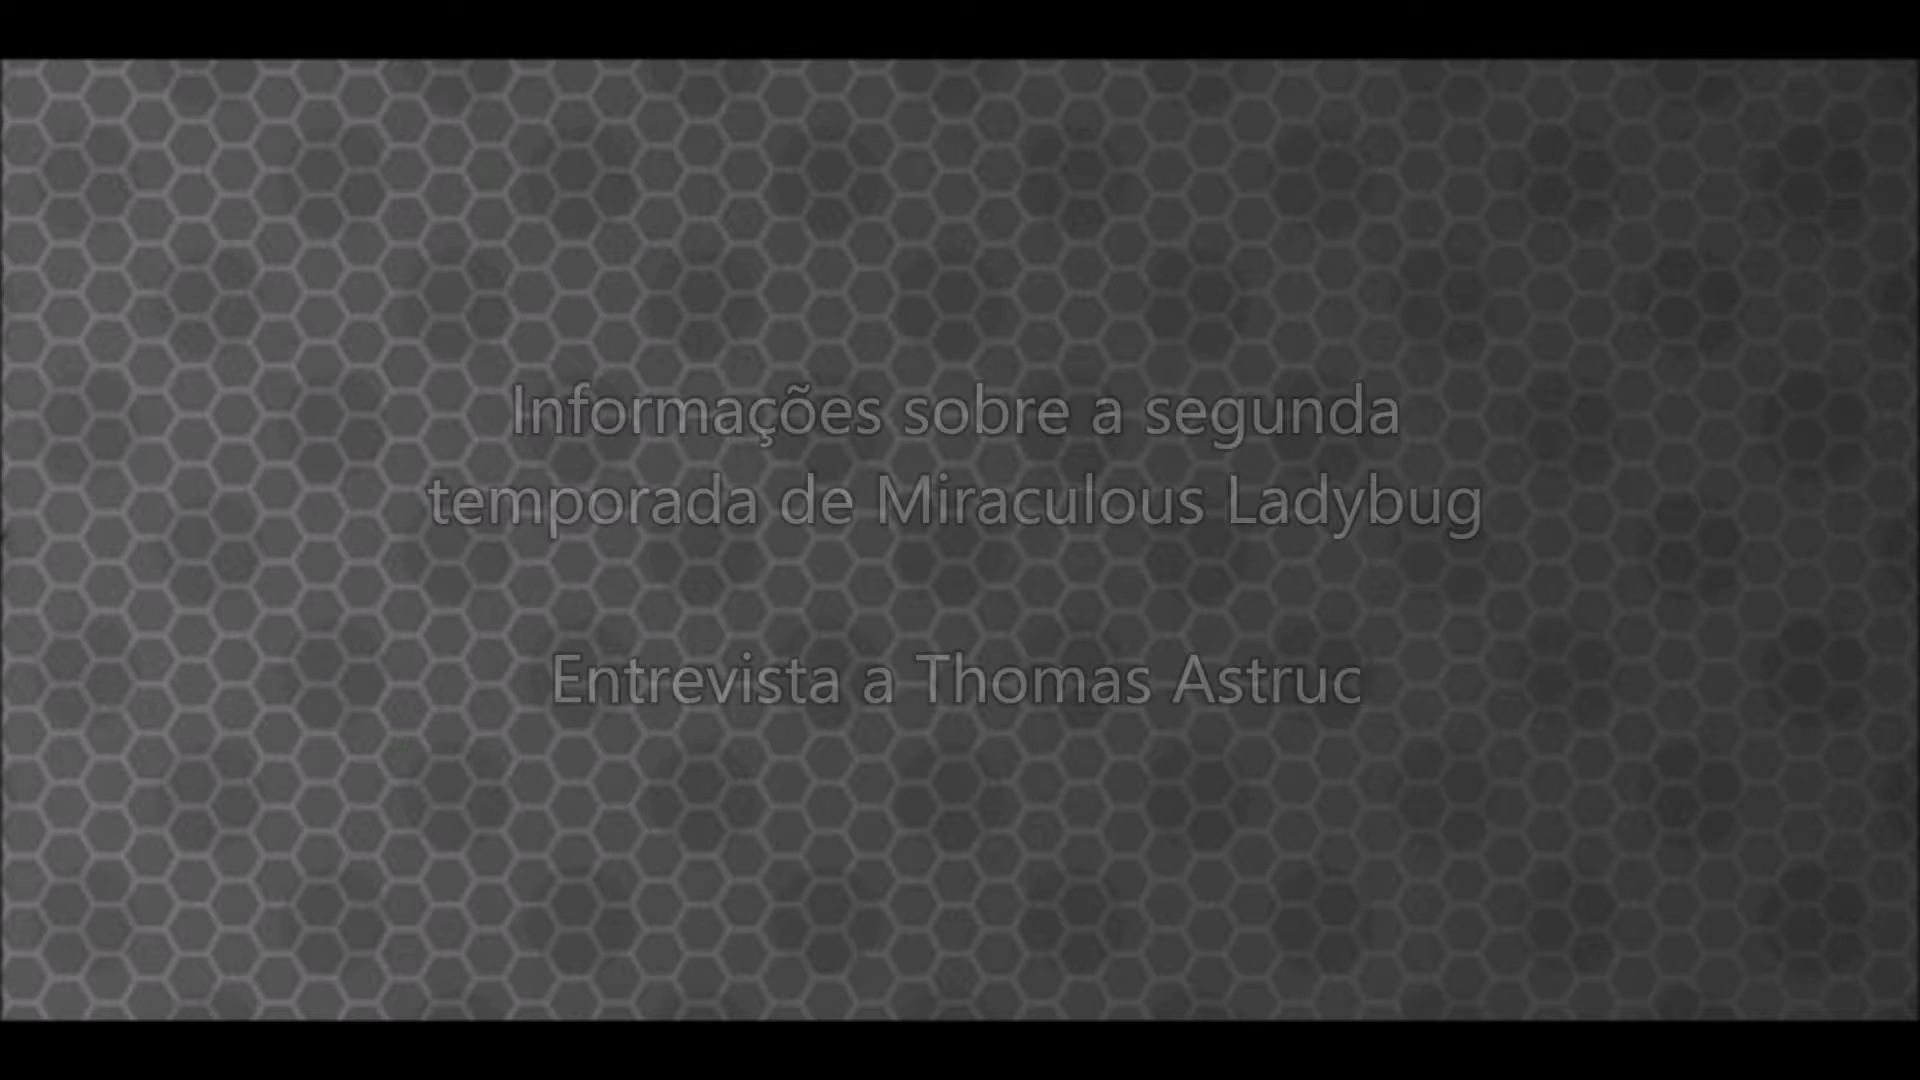 Informações sobre a segunda
temporada de Miraculous Ladybug
Entrevista a Thomas Astruc